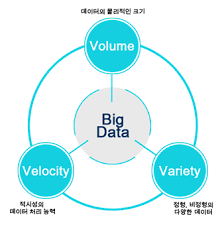 데이터의 물리적인 크기
Volume
Big
Data
Velocity
Variety
적시성의
데이터 처리 능력
정형, 비정형의
다양한 데이터